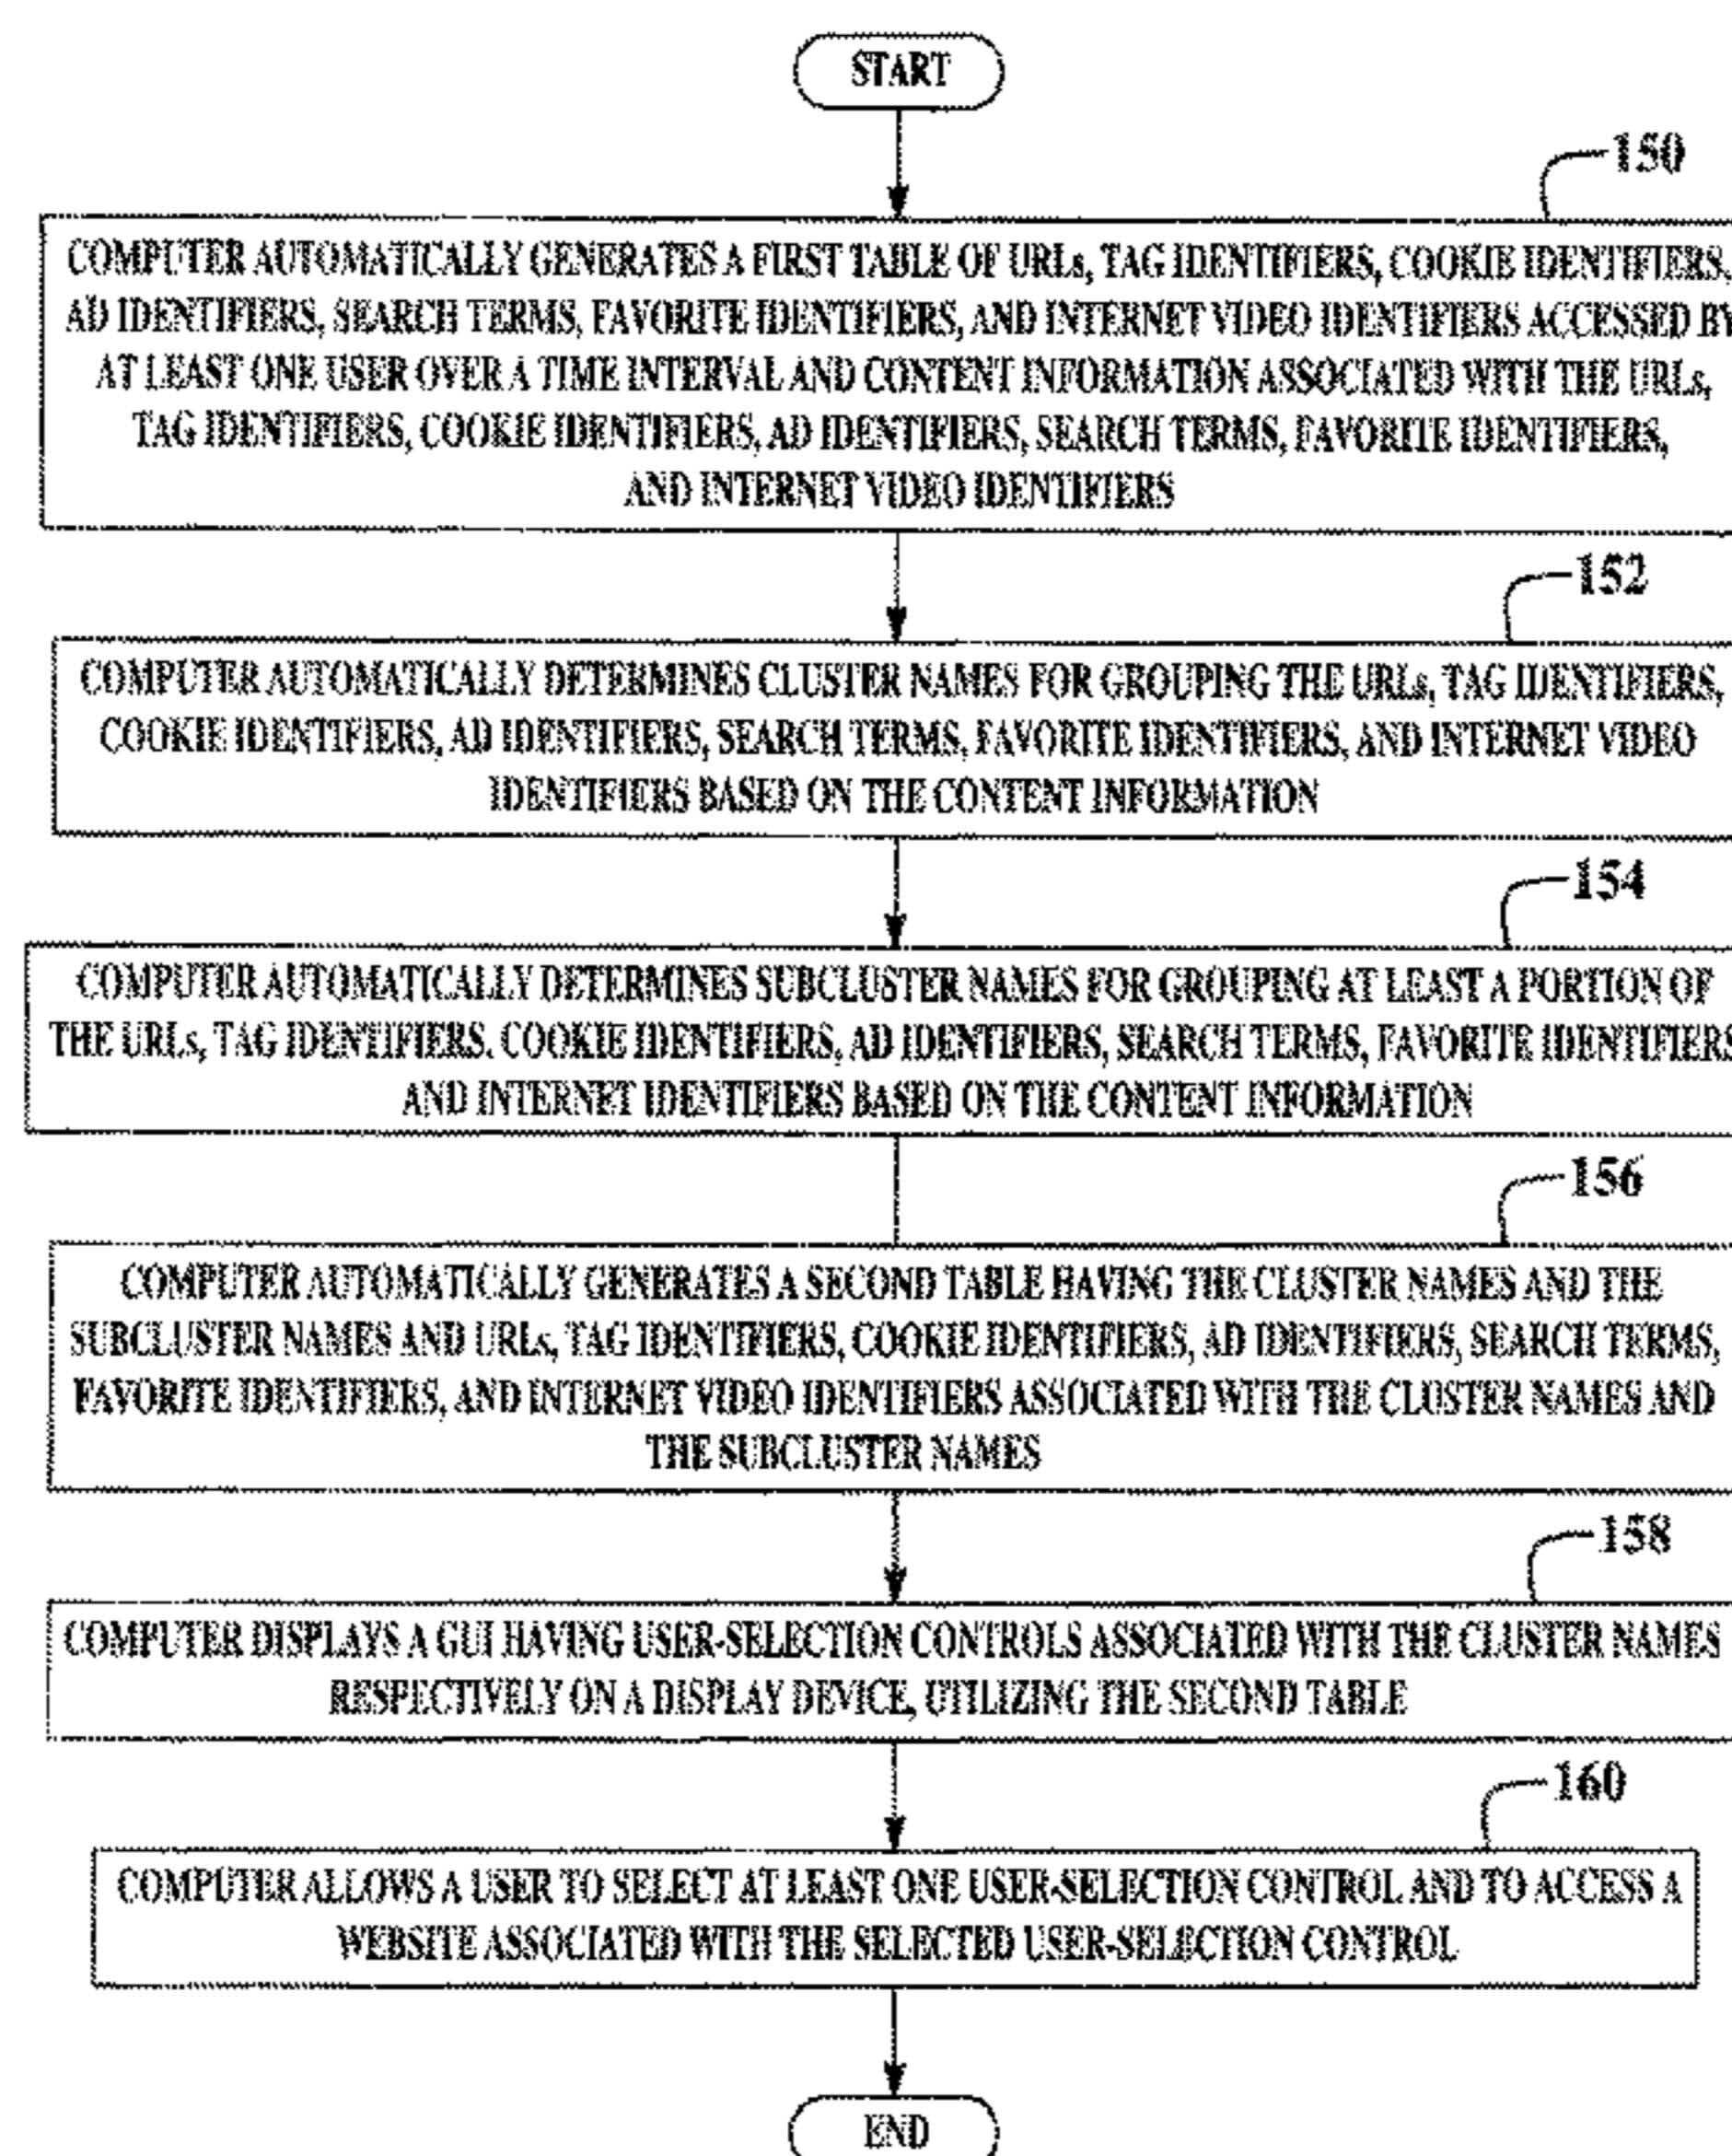 START
150
COMPUTER AUTOMATICALLY GENERATES A FIRST TABLE OF URLs, TAG IDENTIFIERS, COOKIE IDENTIFIERS,
AD IDENTIFIERS, SEARCH TERMS, FAVORITE IDENTIFIERS, AND INTERNET VIDEO IDENTIFIERS ACCESSED BY
AT LEAST ONE USER OVER A TIME INTERVAL AND CONTENT INFORMATION ASSOCIATED WITH THE URLs,
TAG IDENTIFIERS, COOKIE IDENTIFIERS, AD IDENTIFIERS, SEARCH TERMS, FAVORITE IDENTIFIERS,
AND INTERNET VIDEO IDENTIFIERS
152
COMPUTER AUTOMATICALLY DETERMINES CLUSTER NAMES FOR GROUPING THE URLs, TAG IDENTIFIERS,
COOKIE IDENTIFIERS, AD IDENTIFIERS, SEARCH TERMS, FAVORITE IDENTIFIERS, AND INTERNET VIDEO
IDENTIFIERS BASED ON THE CONTENT INFORMATION
154
COMPUTER AUTOMATICALLY DETERMINES SUBCLUSTER NAMES FOR GROUPING AT LEAST A PORTION OF
THE URLs, TAG IDENTIFIERS, COOKIE IDENTIFIERS, AD IDENTIFIERS, SEARCH TERMS, FAVORITE IDENTIFIERS
AND INTERNET IDENTIFIERS BASED ON THE CONTENT INFORMATION
156
COMPUTER AUTOMATICALLY GENERATES A SECOND TABLE HAVING THE CLUSTER NAMES AND THE
SUBCLUSTER NAMES AND URLs, TAG IDENTIFIERS, COOKIE IDENTIFIERS, AD IDENTIFIERS, SEARCH TERMS,
FAVORITE IDENTIFIERS, AND INTERNET VIDEO IDENTIFIERS ASSOCIATED WITH THE CLUSTER NAMES AND
THE SUBCLUSTER NAMES
158
COMPUTER DISPLAYS A GUI HAVING USER-SELECTION CONTROLS ASSOCIATED WITH THE CLUSTER NAMES
RESPECTIVELY ON A DISPLAY DEVICE, UTILIZING THE SECOND TABLE
160
COMPUTER ALLOWS A USER TO SELECT AT LEAST ONE USER-SELECTION CONTROL AND TO ACCESS A
WEBSITE ASSOCIATED WITH THE SELECTED USER-SELECTION CONTROL
END